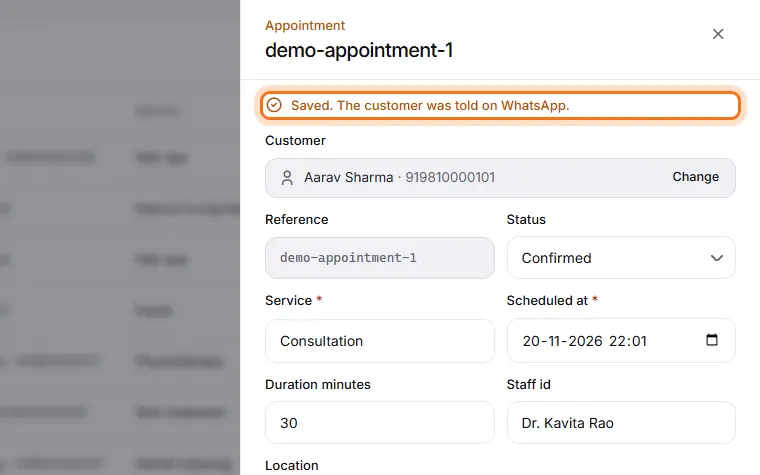 Appointment
demo-appointment-1
Saved. The customer was told on WhatsApp.
Customer
Aarav Sharma · 919810000101
Change
Reference
Status
demo-appointment-1
Confirmed
Service *
Scheduled at *
Consultation
20-11-2026 22:01
Duration minutes
Staff id
30
Dr. Kavita Rao
Location